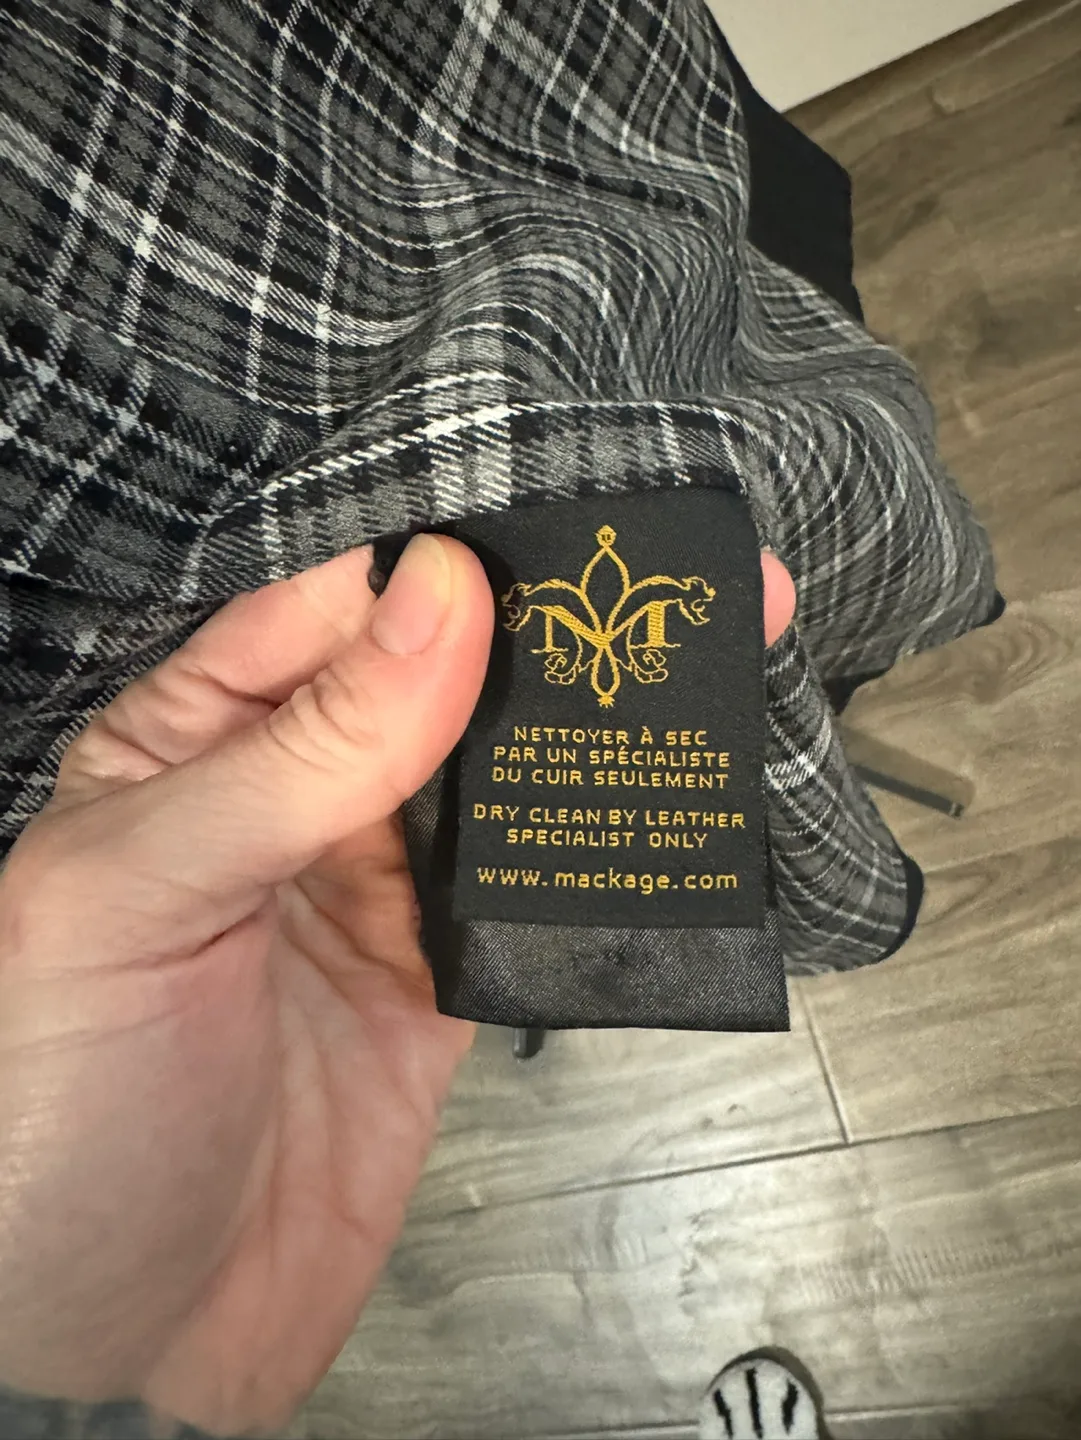 M
NETTOYER À SEC
PAR UN SPÉCIALISTE
DU CUIR SEULEMENT
DRY CLEAN BY LEATHER
SPECIALIST ONLY
www.mackage.com